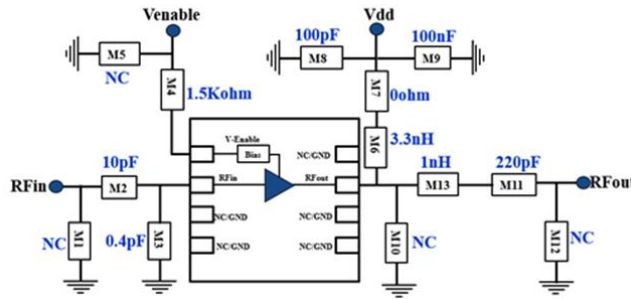 Venable
Vdd
100pF
100nF
M5
M8
M9
NC
M4
1.5Kohm
M7
0ohm
V-Enable
Bias
NC/GND
M6
3.3nH
10pF
1nH
220pF
RFin
M2
RFin
RFout
M13
M11
RFout
NC
M1
0.4pF
M3
NC/GND
NC/GND
M10
NC
M12
NC
NC/GND
NC/GND